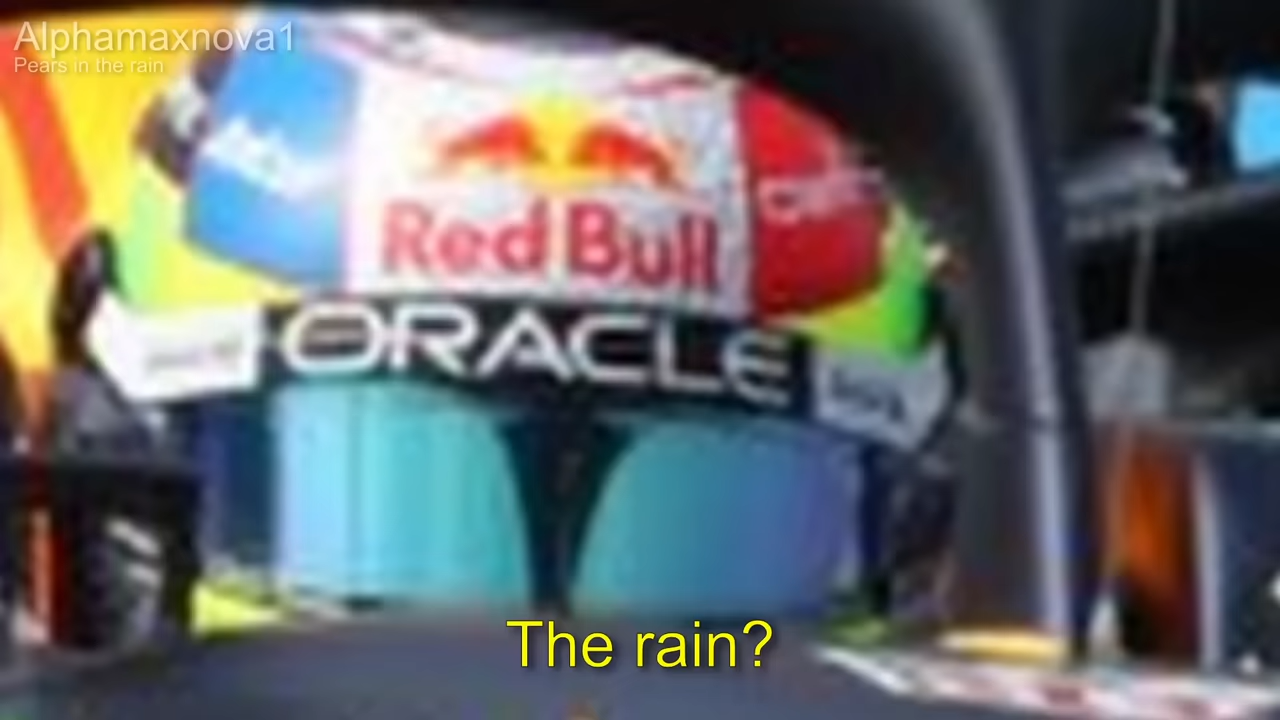 Alphamaxnova1
Pears in the rain
Red Bull
ORACLE
The rain?